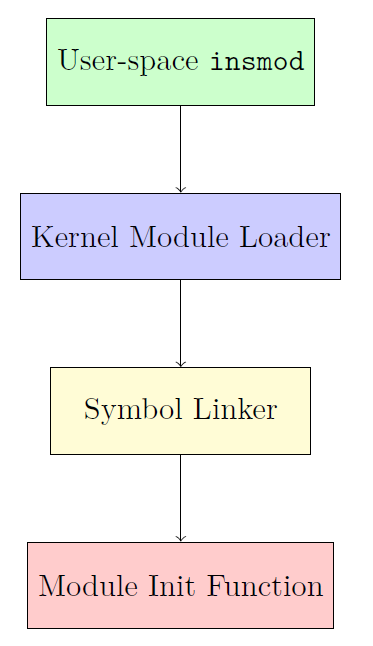 User-space insmod
Kernel Module Loader
Symbol Linker
Module Init Function